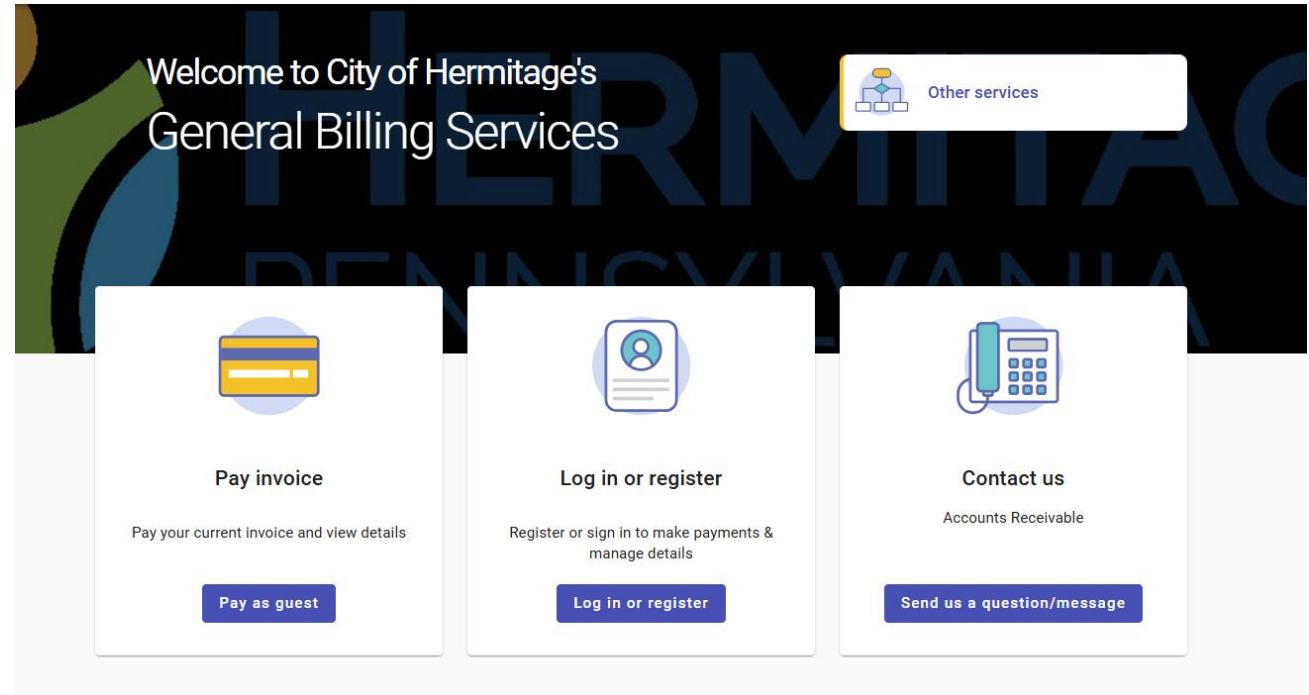 Welcome to City of Hermitage's
General Billing Services
Other services
HERMITAG
PENNSYLVANIA
Pay invoice
Pay your current invoice and view details
Pay as guest
Log in or register
Register or sign in to make payments &
manage details
Log in or register
Contact us
Accounts Receivable
Send us a question/message